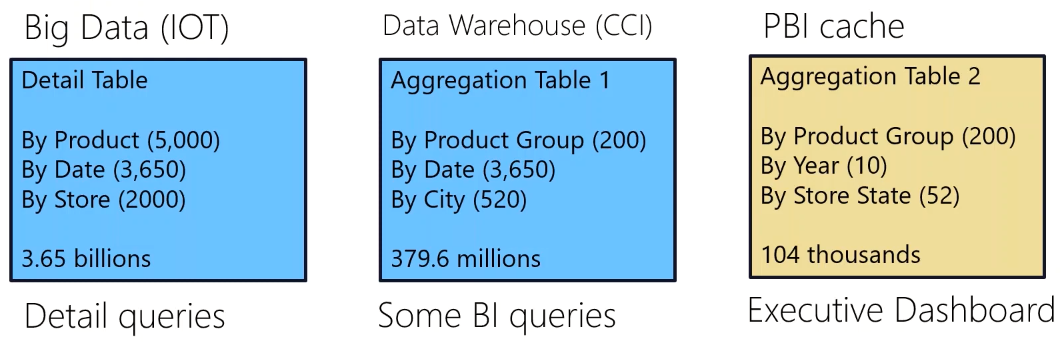 Big Data (IOT)
Detail Table
By Product (5,000)
By Date (3,650)
By Store (2000)
3.65 billions
Detail queries
Data Warehouse (CCI)
Aggregation Table 1
By Product Group (200)
By Date (3,650)
By City (520)
379.6 millions
Some BI queries
PBI cache
Aggregation Table 2
By Product Group (200)
By Year (10)
By Store State (52)
104 thousands
Executive Dashboard